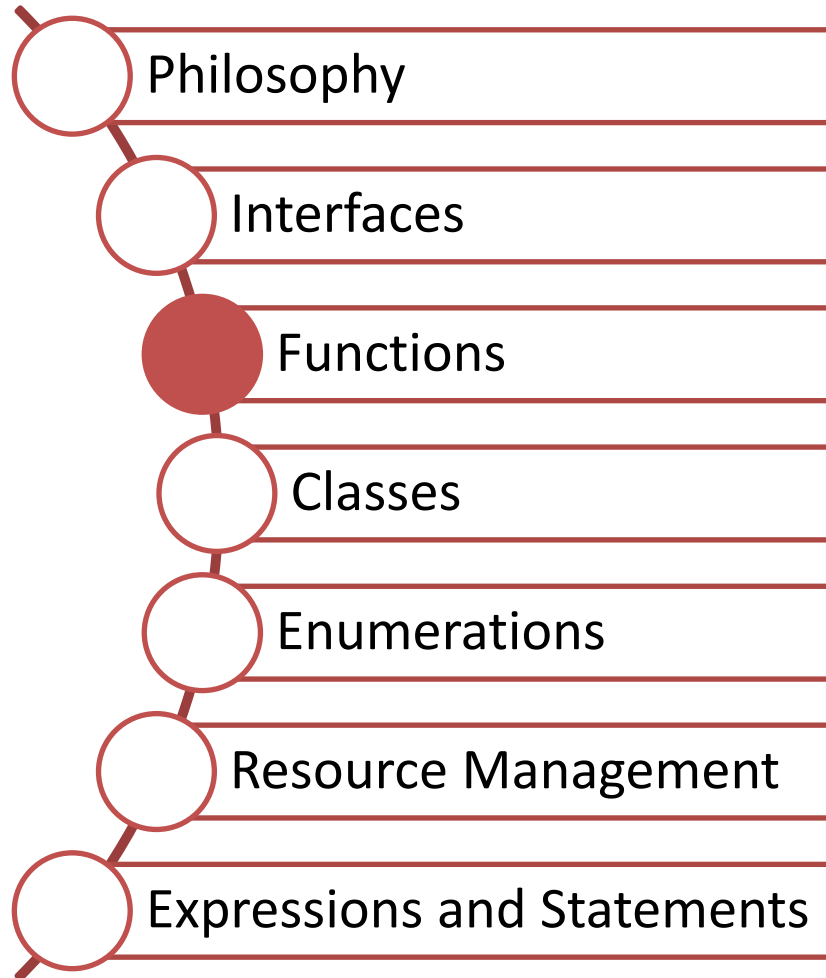 Philosophy
Interfaces
Functions
Classes
Enumerations
Resource Management
Expressions and Statements